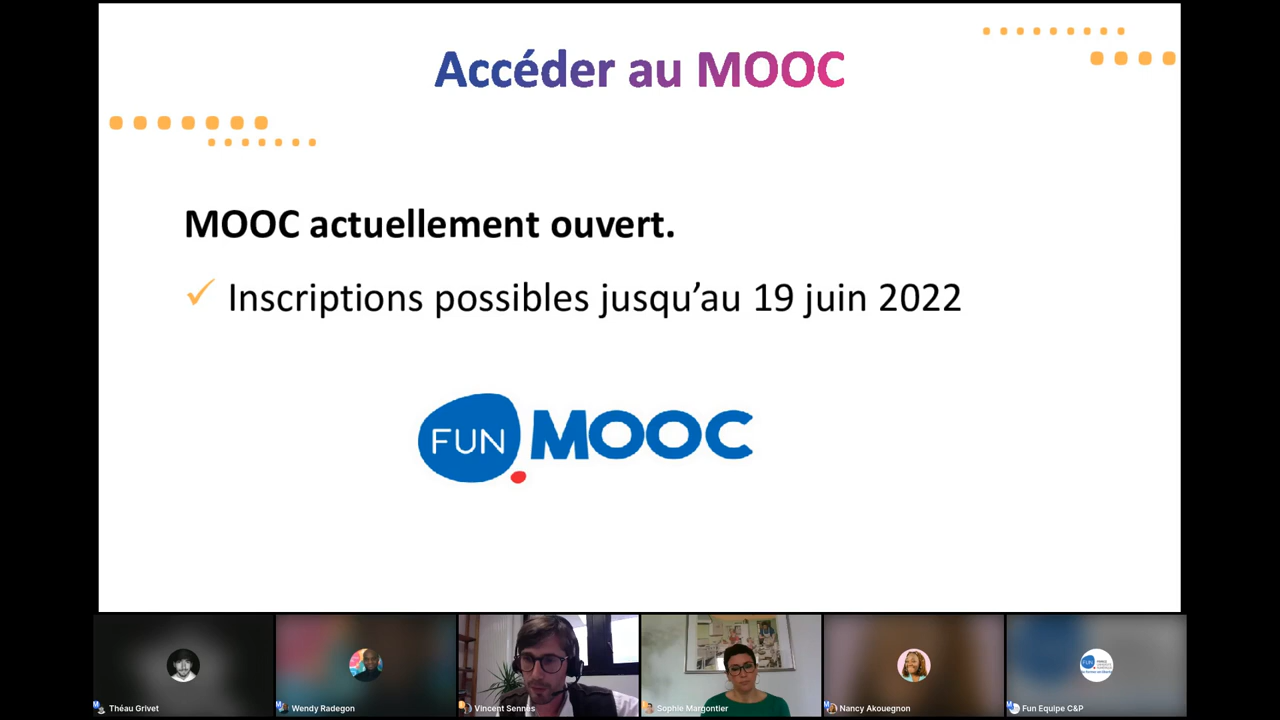 Accéder au MOOC
MOOC actuellement ouvert.
✓ Inscriptions possibles jusqu’au 19 juin 2022
FUN MOOC
Théau Grivet
Wendy Radegon
Vincent Sennes
Sophie Margontier
Nancy Akouegnon
FUN
Fun Equipe C&P